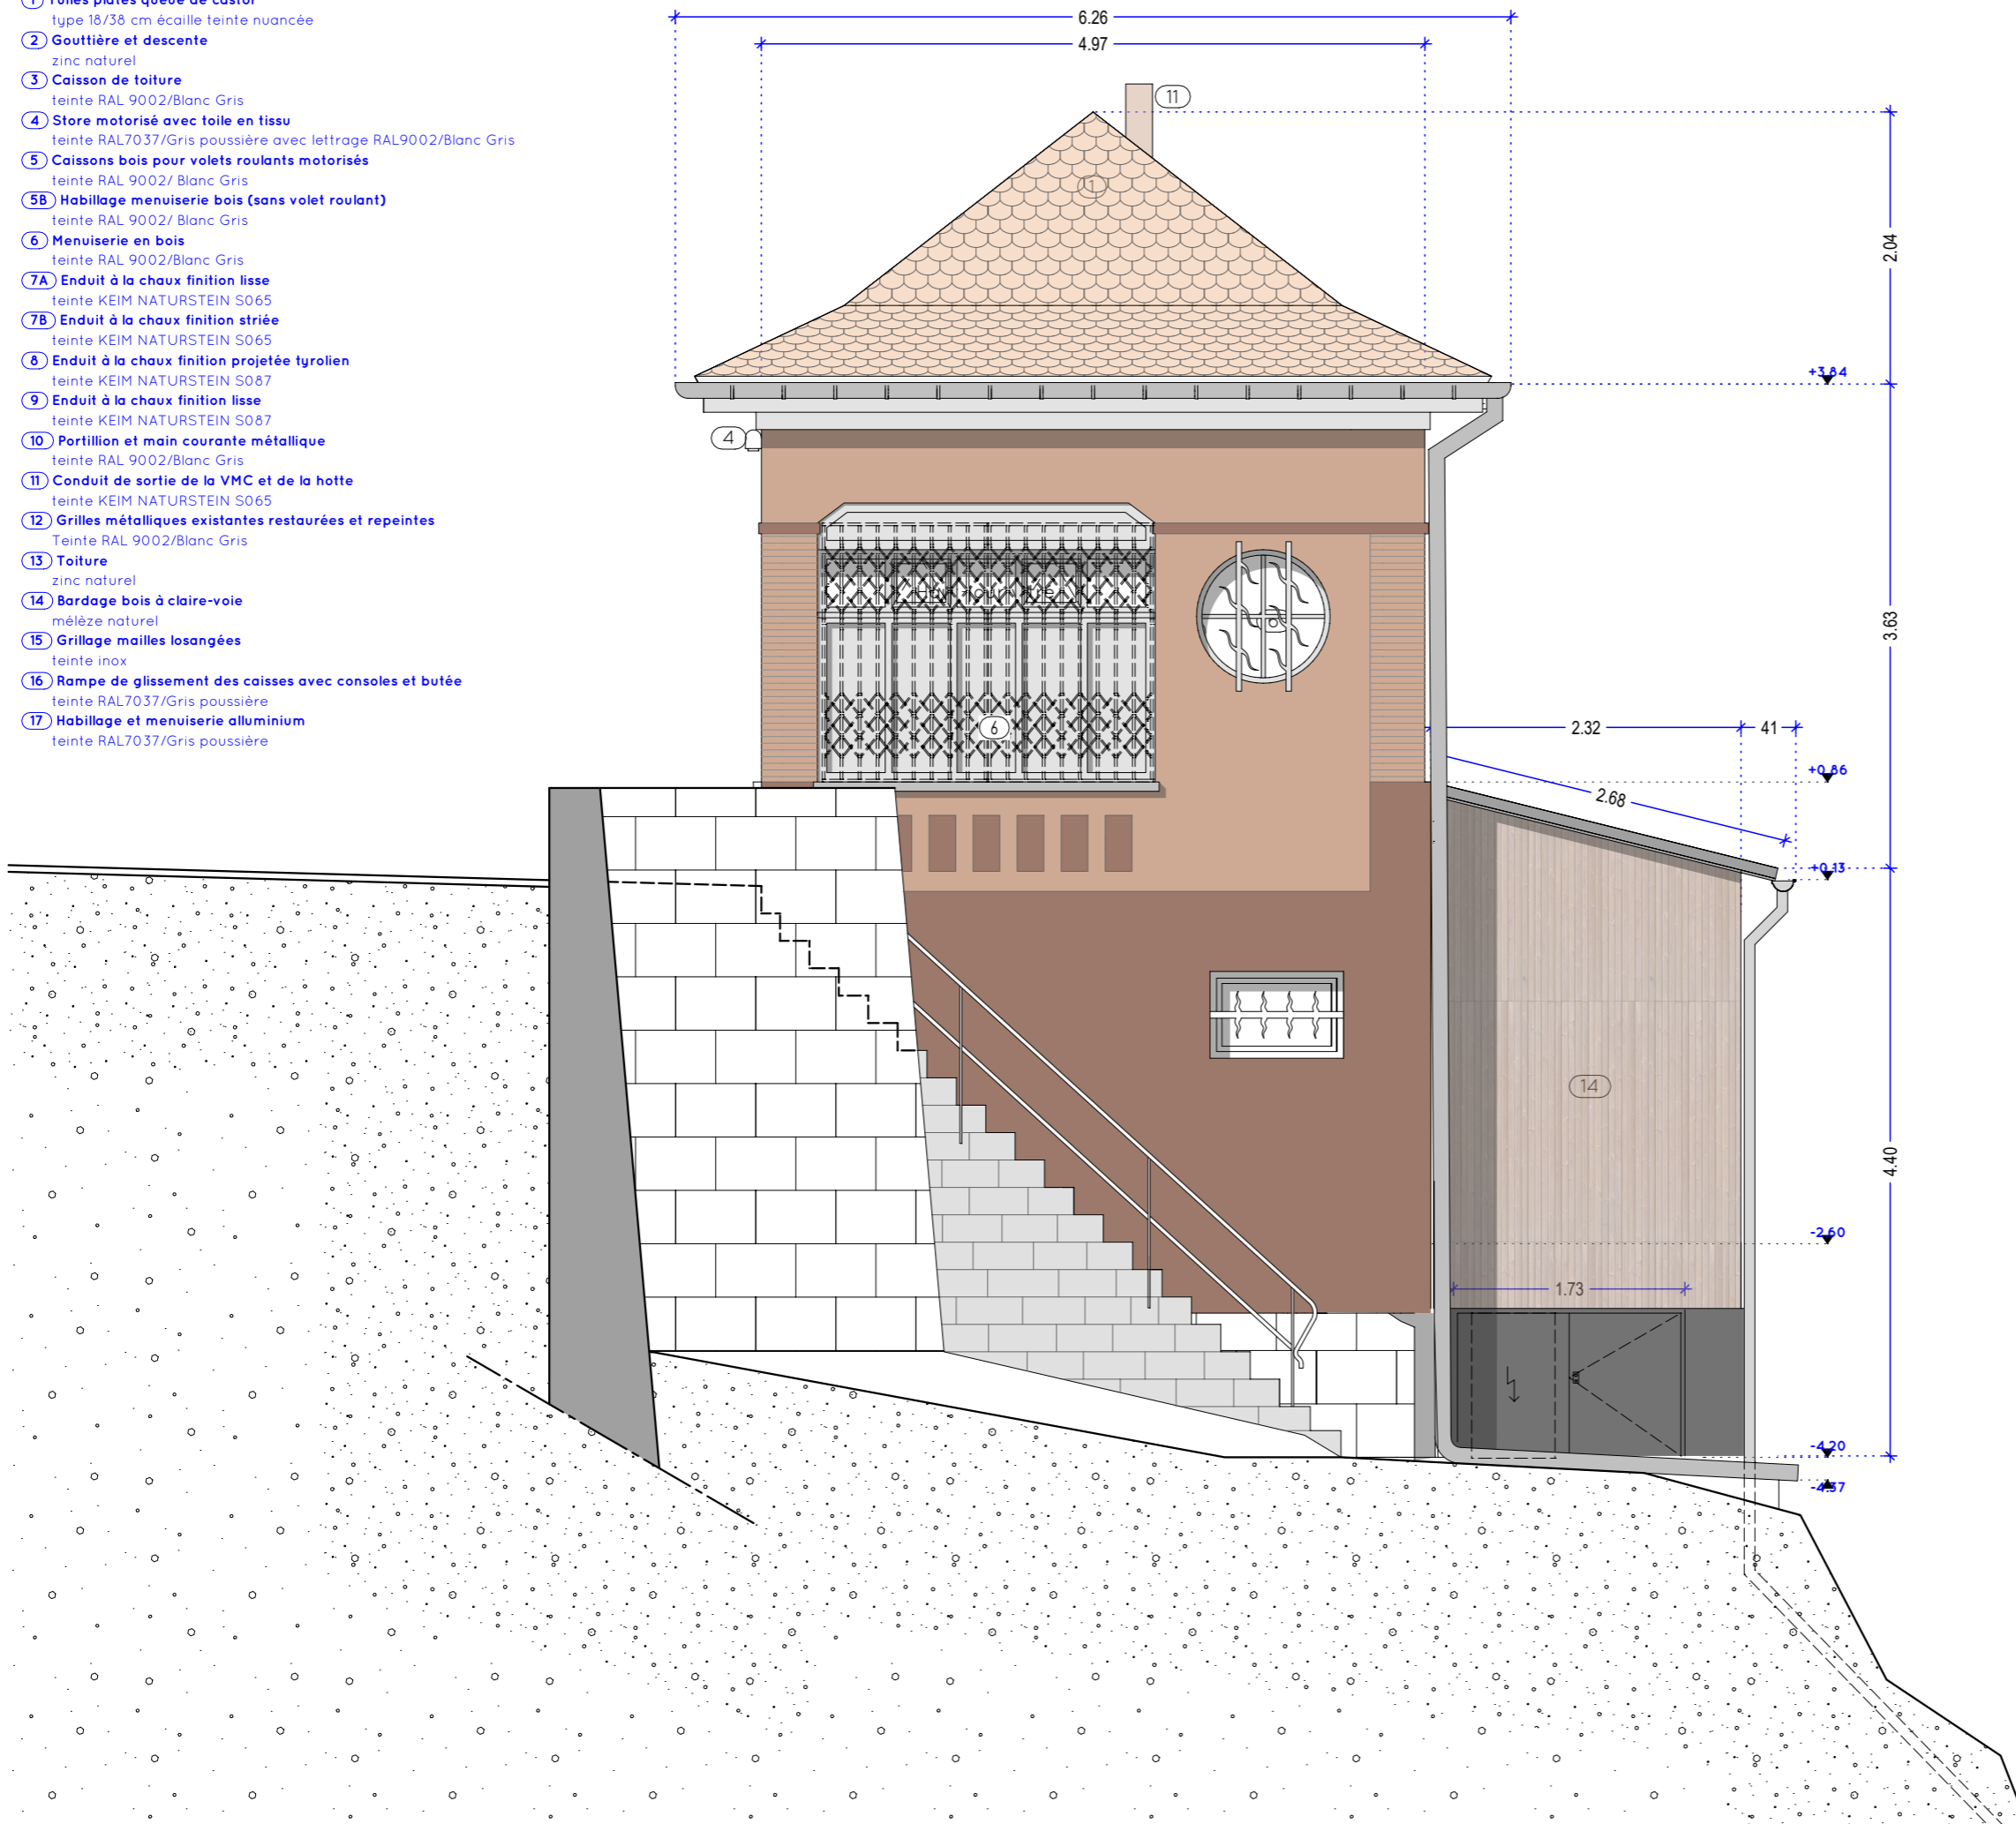 1 Tuiles plates queue de castor
type 18/38 cm écaille teinte nuancée
2 Gouttière et descente
zinc naturel
3 Caisson de toiture
teinte RAL 9002/Blanc Gris
4 Store motorisé avec toile en tissu
teinte RAL7037/Gris poussière avec lettrage RAL9002/Blanc Gris
5 Caissons bois pour volets roulants motorisés
teinte RAL 9002/ Blanc Gris
5B Habillage menuiserie bois (sans volet roulant)
teinte RAL 9002/ Blanc Gris
6 Menuiserie en bois
teinte RAL 9002/Blanc Gris
7A Enduit à la chaux finition lisse
teinte KEIM NATURSTEIN S065
7B Enduit à la chaux finition striée
teinte KEIM NATURSTEIN S065
8 Enduit à la chaux finition projetée tyrolien
teinte KEIM NATURSTEIN S087
9 Enduit à la chaux finition lisse
teinte KEIM NATURSTEIN S087
10 Portillion et main courante métallique
teinte RAL 9002/Blanc Gris
11 Conduit de sortie de la VMC et de la hotte
teinte KEIM NATURSTEIN S065
12 Grilles métalliques existantes restaurées et repeintes
Teinte RAL 9002/Blanc Gris
13 Toiture
zinc naturel
14 Bardage bois à claire-voie
mélèze naturel
15 Grillage mailles losangées
teinte inox
16 Rampe de glissement des caisses avec consoles et butée
teinte RAL7037/Gris poussière
17 Habillage et menuiserie alluminium
teinte RAL7037/Gris poussière
6.26
4.97
11
1
2.04
+3.84
4
3.63
6
2.32
41
+0.86
2.68
+0.13
14
4.40
-2.60
1.73
-4.20
-4.37